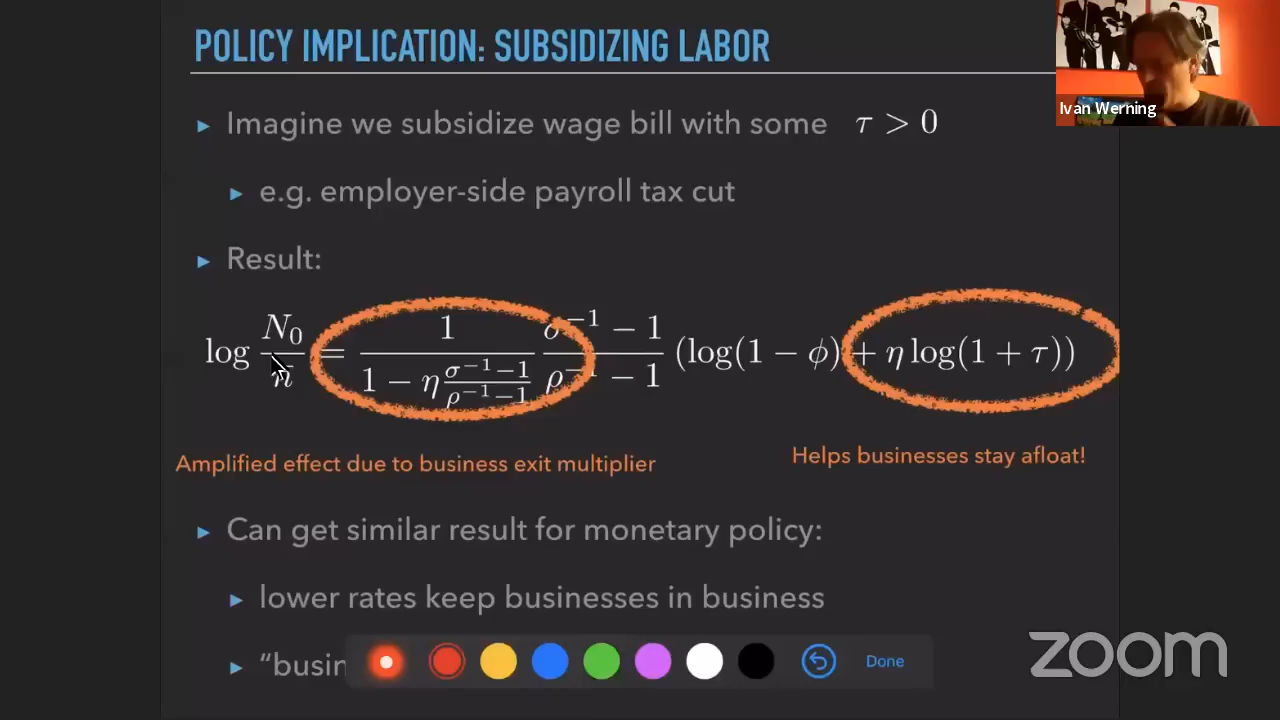 POLICY IMPLICATION: SUBSIDIZING LABOR
Ivan Werning
▸ Imagine we subsidize wage bill with some τ > 0
▸ e.g. employer-side payroll tax cut
▸ Result:
log N₀/n̄ = 1/(1 − η (σ⁻¹−1)/(ρ⁻¹−1)) (σ⁻¹ − 1)/(ρ⁻¹ − 1) (log(1 − ϕ) + η log(1 + τ))
Amplified effect due to business exit multiplier
Helps businesses stay afloat!
▸ Can get similar result for monetary policy:
▸ lower rates keep businesses in business
▸ “busin
Done
zoom